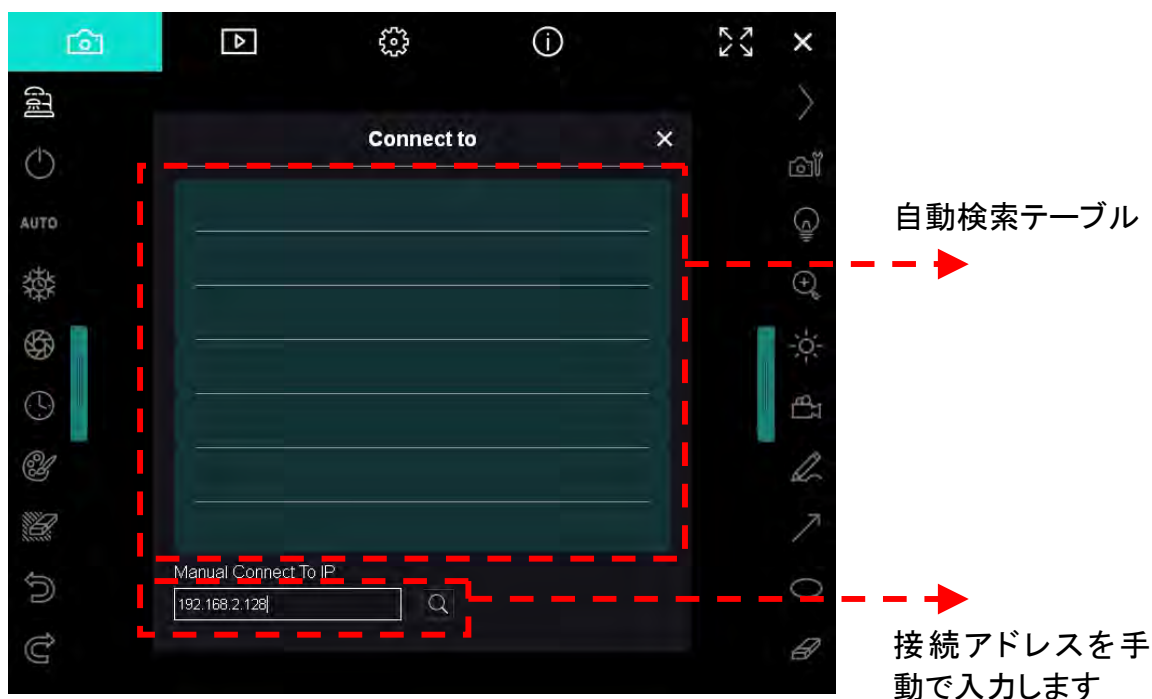 Connect to
AUTO
自動検索テーブル
Manual Connect To IP
192.168.2.128
接続アドレスを手
動で入力します